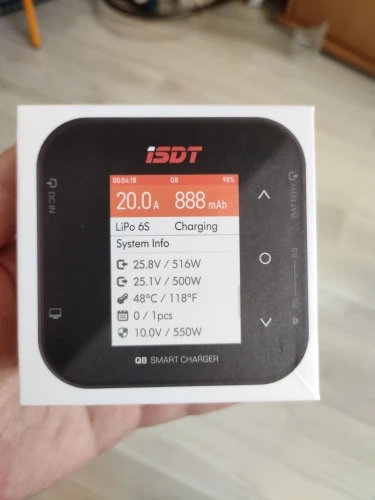 iSDT
00:04:18 Q8 98%
20.0A 888mAh
LiPo 6S Charging
System Info
25.8V / 516W
25.1V / 500W
48°C / 118°F
0 / 1pcs
10.0V / 550W
DC IN
BATTERY
Q8 SMART CHARGER